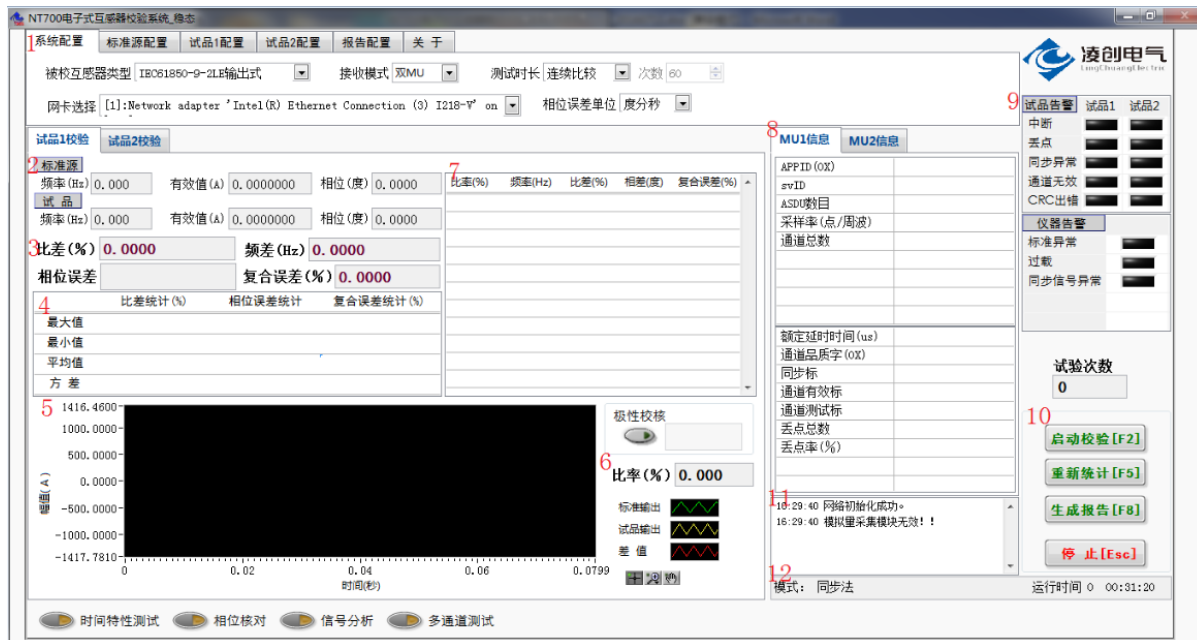 NT700电子式互感器校验系统_稳态
1
系统配置 标准源配置 试品1配置 试品2配置 报告配置 关 于
被校互感器类型 IEC61850-9-2LE输出式 接收模式 双MU 测试时长 连续比较 次数 60
网卡选择 [1]:Network adapter 'Intel(R) Ethernet Connection (3) I218-V' on 相位误差单位 度分秒
凌创电气
LingChuangElectric
试品1校验 试品2校验
2
标准源
频率(Hz) 0.000 有效值(A) 0.0000000 相位(度) 0.0000
试 品
频率(Hz) 0.000 有效值(A) 0.0000000 相位(度) 0.0000
3
比差(%) 0.0000 频差(Hz) 0.0000
相位误差 复合误差(%) 0.0000
4
比差统计(%) 相位误差统计 复合误差统计(%)
最大值
最小值
平均值
方 差
7
比率(%) 频率(Hz) 比差(%) 相差(度) 复合误差(%)
5
1416.4600
1000.0000
500.0000
0.0000
-500.0000
-1000.0000
-1417.7810
幅值(A)
0 0.02 0.04 0.06 0.0799
时间(秒)
极性校核
6
比率(%) 0.000
标准输出
试品输出
差 值
8
MU1信息 MU2信息
APPID(0X)
svID
ASDU数目
采样率(点/周波)
通道总数
额定延时时间(us)
通道品质字(0X)
同步标
通道有效标
通道测试标
丢点总数
丢点率(%)
11
16:29:40 网络初始化成功。
16:29:40 模拟量采集模块无效！！
12
模式： 同步法
9
试品告警 试品1 试品2
中断
丢点
同步异常
通道无效
CRC出错
仪器告警
标准异常
过载
同步信号异常
试验次数
0
10
启动校验[F2]
重新统计[F5]
生成报告[F8]
停 止[Esc]
运行时间 0 00:31:20
时间特性测试 相位核对 信号分析 多通道测试